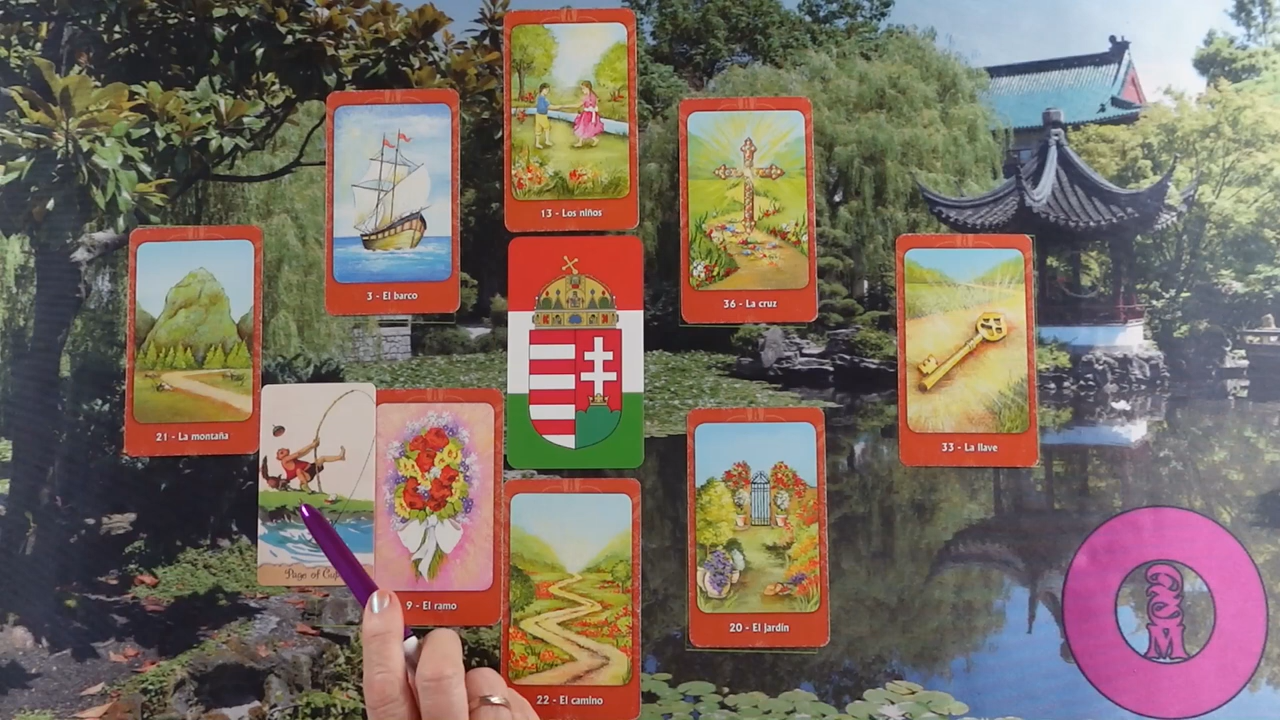 13 - Los niños
3 - El barco
36 - La cruz
21 - La montaña
33 - La llave
Page of Cup
9 - El ramo
20 - El jardín
22 - El camino